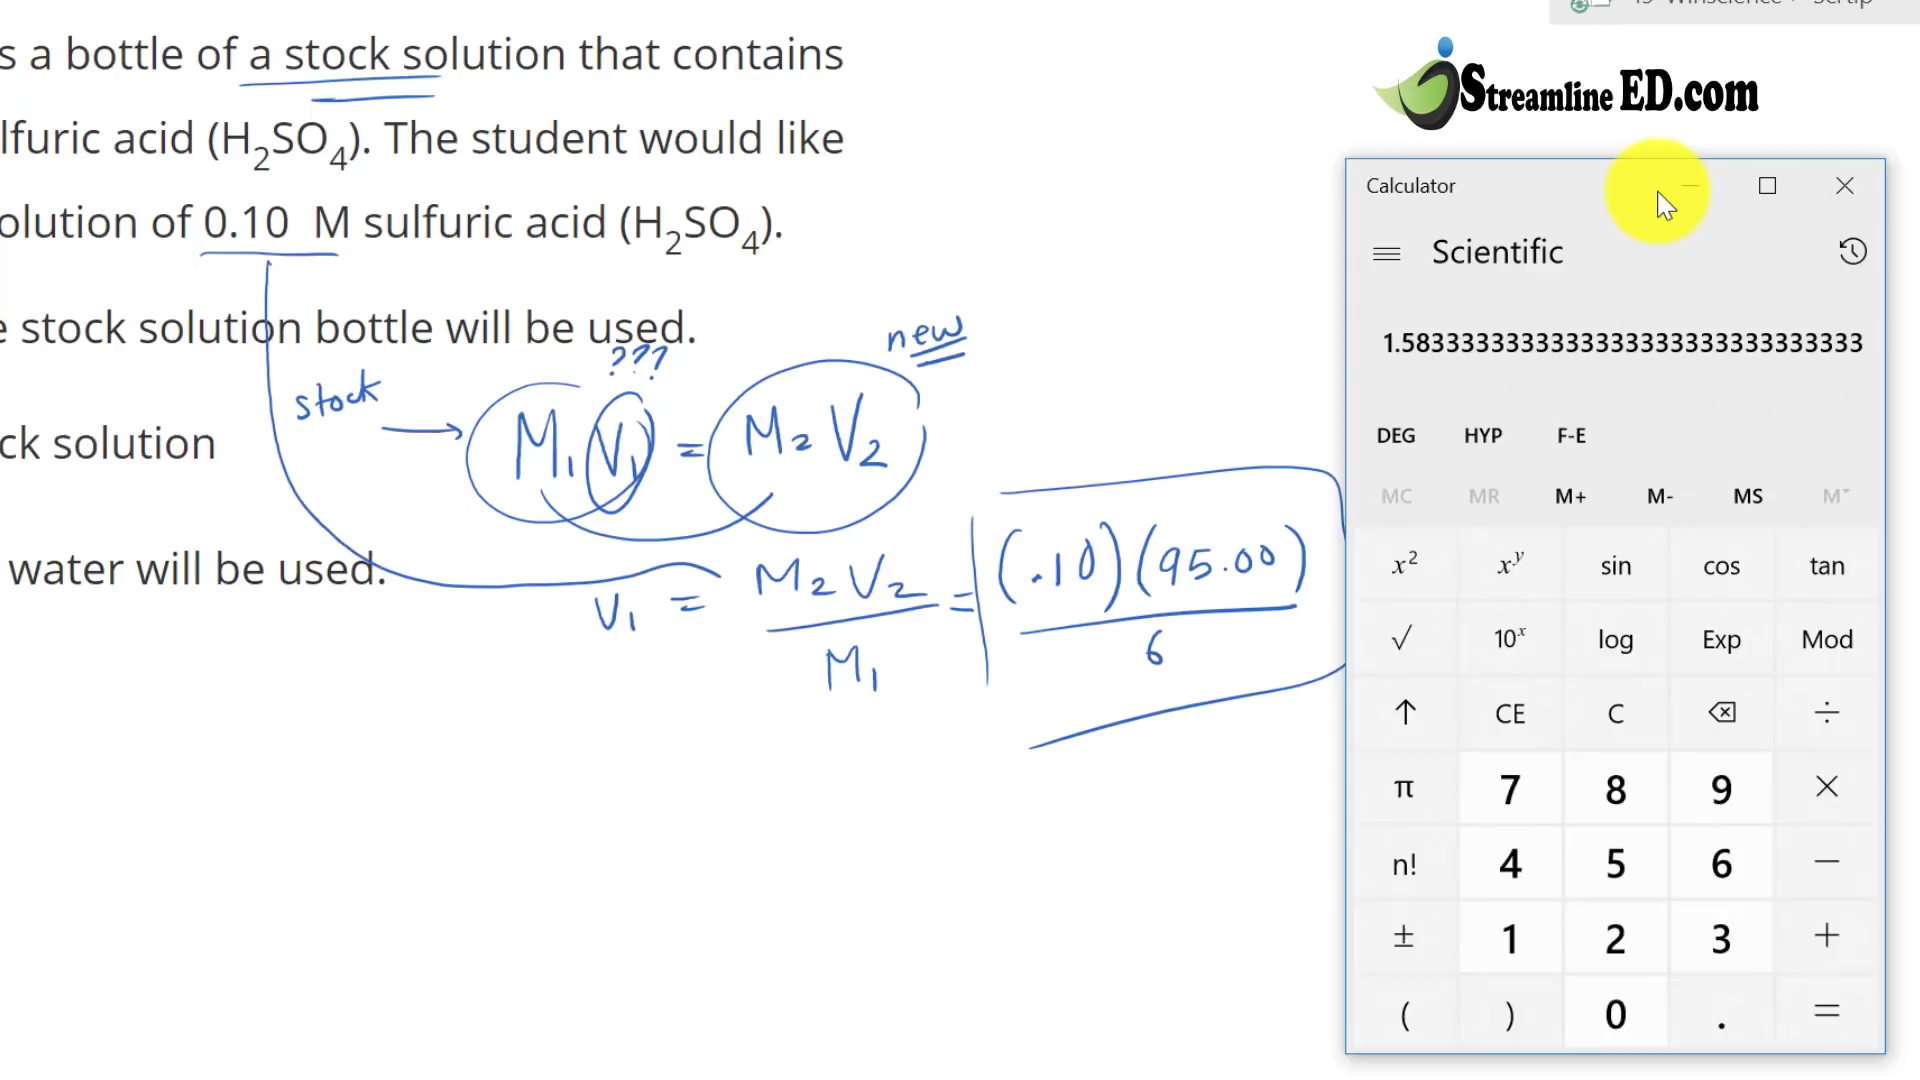 s a bottle of a stock solution that contains
lfuric acid (H₂SO₄). The student would like
olution of 0.10 M sulfuric acid (H₂SO₄).
e stock solution bottle will be used.
ck solution
water will be used.
stock
???
new
M₁V₁ = M₂V₂
V₁ = M₂V₂ / M₁ = (.10)(95.00) / 6
Streamline ED.com
Calculator
Scientific
1.5833333333333333333333333333333
DEG HYP F-E
MC MR M+ M- MS M˅
x² xʸ sin cos tan
√ 10ˣ log Exp Mod
↑ CE C ⌫ ÷
π 7 8 9 ×
n! 4 5 6 −
± 1 2 3 +
( ) 0 . =